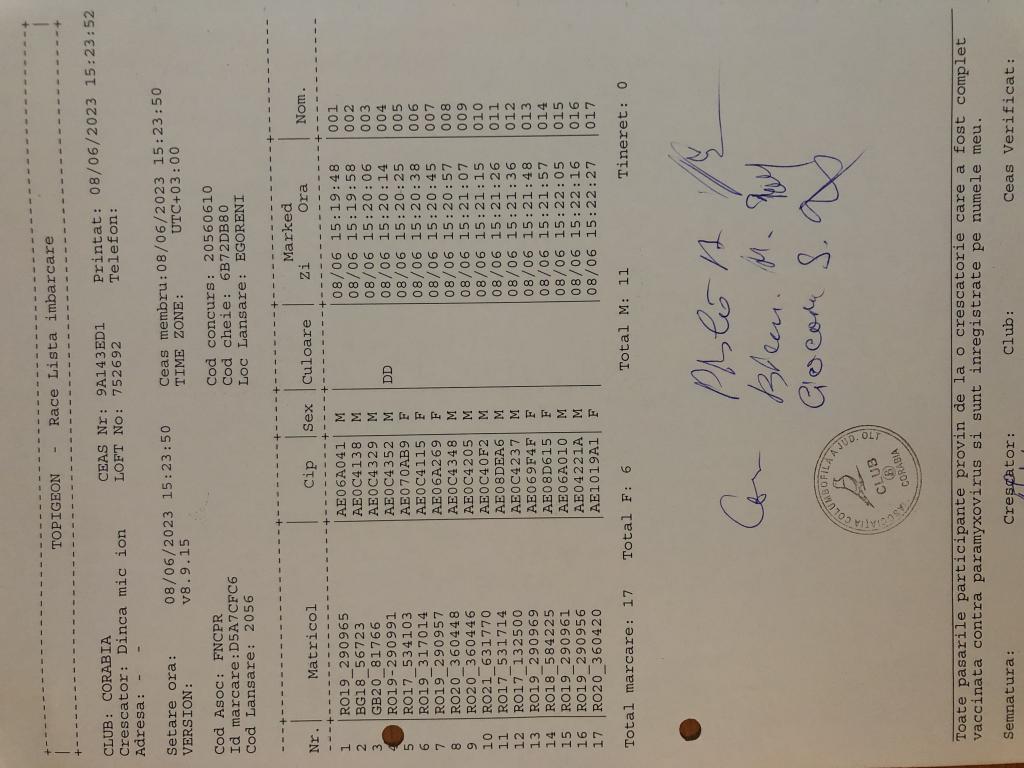 TOPIGEON - Race Lista imbarcare
CLUB: CORABIA CEAS Nr: 9A143ED1 Printat: 08/06/2023 15:23:52
Crescator: Dinca mic ion LOFT No: 752692 Telefon:
Adresa: - -
Setare ora: 08/06/2023 15:23:50 Ceas membru:08/06/2023 15:23:50
VERSION: v8.9.15 TIME ZONE: UTC+03:00
Cod Asoc: FNCPR Cod concurs: 20560610
Id marcare:D5A7CFC6 Cod cheie: 6B72DB80
Cod Lansare: 2056 Loc Lansare: EGORENI
Marked
Nr. Matricol Cip Sex Culoare Zi Ora Nom.
1 RO19_290965 AE06A041 M 08/06 15:19:48 001
2 BG18-56723 AE0C4138 M 08/06 15:19:58 002
3 GB20_81766 AE0C4329 M 08/06 15:20:06 003
4 RO19-290991 AE0C4352 M DD 08/06 15:20:14 004
5 RO17_534103 AE070AB9 F 08/06 15:20:25 005
6 RO19_317014 AE0C4115 F 08/06 15:20:38 006
7 RO19_290957 AE06A269 F 08/06 15:20:45 007
8 RO20_360448 AE0C4348 M 08/06 15:20:57 008
9 RO20_360446 AE0C4205 M 08/06 15:21:07 009
10 RO21_631770 AE0C40F2 M 08/06 15:21:15 010
11 RO17_531714 AE08DEA6 M 08/06 15:21:26 011
12 RO17_132500 AE0C4237 M 08/06 15:21:36 012
13 RO19_290969 AE069F4F F 08/06 15:21:48 013
14 RO18_584225 AE08D615 F 08/06 15:21:57 014
15 RO19_290961 AE06A010 M 08/06 15:22:05 015
16 RO19_290956 AE04221A M 08/06 15:22:16 016
17 RO20_360420 AE1019A1 F 08/06 15:22:27 017
Total marcare: 17 Total F: 6 Total M: 11 Tineret: 0
ASOCIAȚIA COLUMBOFILA A JUD. OLT
CLUB
CORABIA
Toate pasarile participante provin de la o crescatorie care a fost complet
vaccinata contra paramyxovirus si sunt inregistrate pe numele meu.
Semnatura: Crescator: Club: Ceas Verificat: